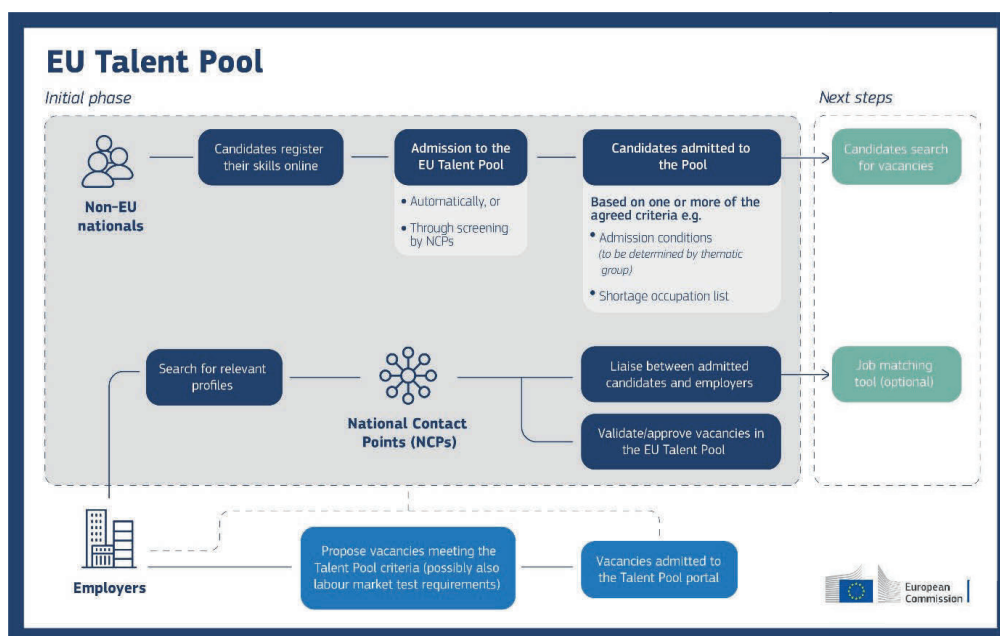 EU Talent Pool
Initial phase
Next steps
Non-EU
nationals
Candidates register
their skills online
Admission to the
EU Talent Pool
• Automatically, or
• Through screening
by NCPs
Candidates admitted to
the Pool
Based on one or more of the
agreed criteria e.g.
• Admission conditions
(to be determined by thematic
group)
• Shortage occupation list
Candidates search
for vacancies
Search for relevant
profiles
National Contact
Points (NCPs)
Liaise between admitted
candidates and employers
Validate/approve vacancies in
the EU Talent Pool
Job matching
tool (optional)
Employers
Propose vacancies meeting the
Talent Pool criteria (possibly also
labour market test requirements)
Vacancies admitted to
the Talent Pool portal
European
Commission